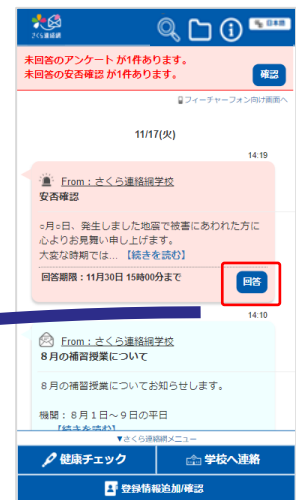 さくら連絡網
日本語
未回答のアンケート が1件あります。
未回答の安否確認 が1件あります。
確認
フィーチャーフォン向け画面へ
11/17(火)
14:19
From：さくら連絡網学校
安否確認
○月○日、発生しました地震で被害にあわれた方に
心よりお見舞い申し上げます。
大変な時期では...【続きを読む】
回答期限：11月30日 15時00分まで
回答
14:10
From：さくら連絡網学校
８月の補習授業について
８月の補習授業についてお知らせします。
機関：８月１日～９日の平日
【続きを読む】
▼さくら連絡網メニュー
健康チェック
学校へ連絡
登録情報追加/確認